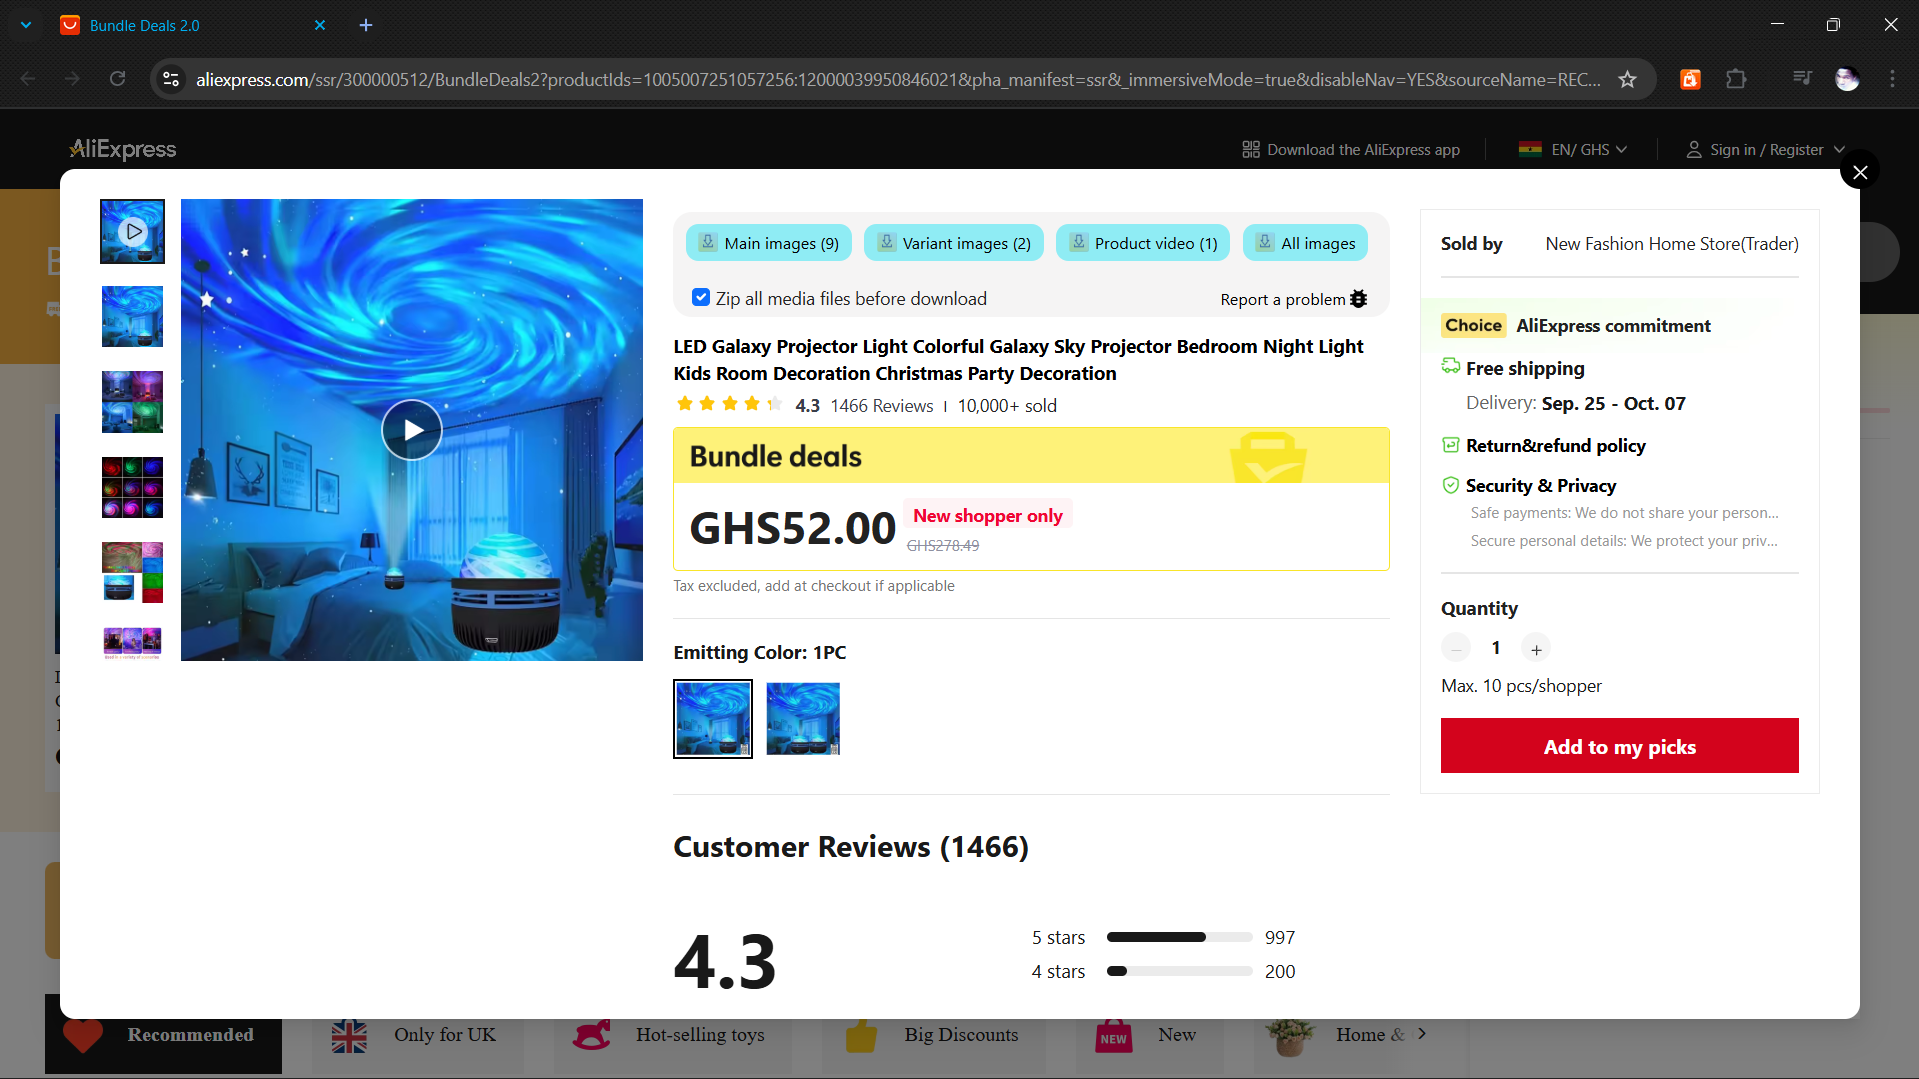 Bundle Deals 2.0
aliexpress.com/ssr/300000512/BundleDeals2?productIds=1005007251057256:12000039950846021&pha_manifest=ssr&_immersiveMode=true&disableNav=YES&sourceName=REC...
AliExpress
Download the AliExpress app
EN/ GHS
Sign in / Register
Main images (9)
Variant images (2)
Product video (1)
All images
Zip all media files before download
Report a problem
LED Galaxy Projector Light Colorful Galaxy Sky Projector Bedroom Night Light
Kids Room Decoration Christmas Party Decoration
4.3 1466 Reviews | 10,000+ sold
Bundle deals
GHS52.00
New shopper only
GHS278.49
Tax excluded, add at checkout if applicable
Emitting Color: 1PC
Customer Reviews (1466)
4.3
5 stars 997
4 stars 200
Sold by New Fashion Home Store(Trader)
Choice AliExpress commitment
Free shipping
Delivery: Sep. 25 - Oct. 07
Return&refund policy
Security & Privacy
Safe payments: We do not share your person...
Secure personal details: We protect your priv...
Quantity
1
Max. 10 pcs/shopper
Add to my picks
Recommended
Only for UK
Hot-selling toys
Big Discounts
NEW
New
Home &